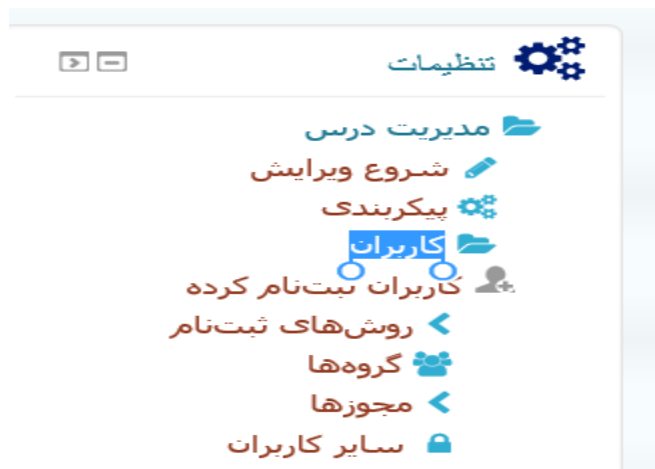 تنظیمات
مدیریت درس
شروع ویرایش
پیکربندی
کاربران
کاربران ثبت‌نام کرده
روش‌های ثبت‌نام
گروه‌ها
مجوزها
سایر کاربران